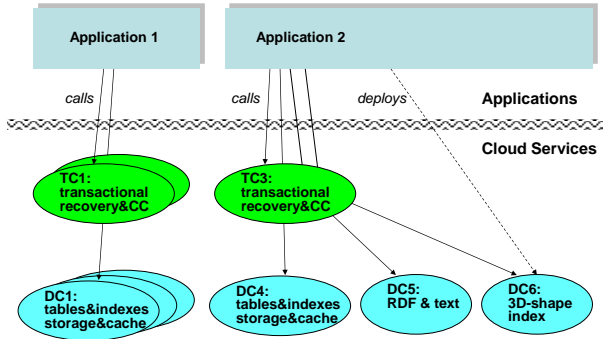 Application 1
Application 2
calls
calls
deploys
Applications
Cloud Services
TC1:
transactional
recovery&CC
TC3:
transactional
recovery&CC
DC1:
tables&indexes
storage&cache
DC4:
tables&indexes
storage&cache
DC5:
RDF & text
DC6:
3D-shape
index